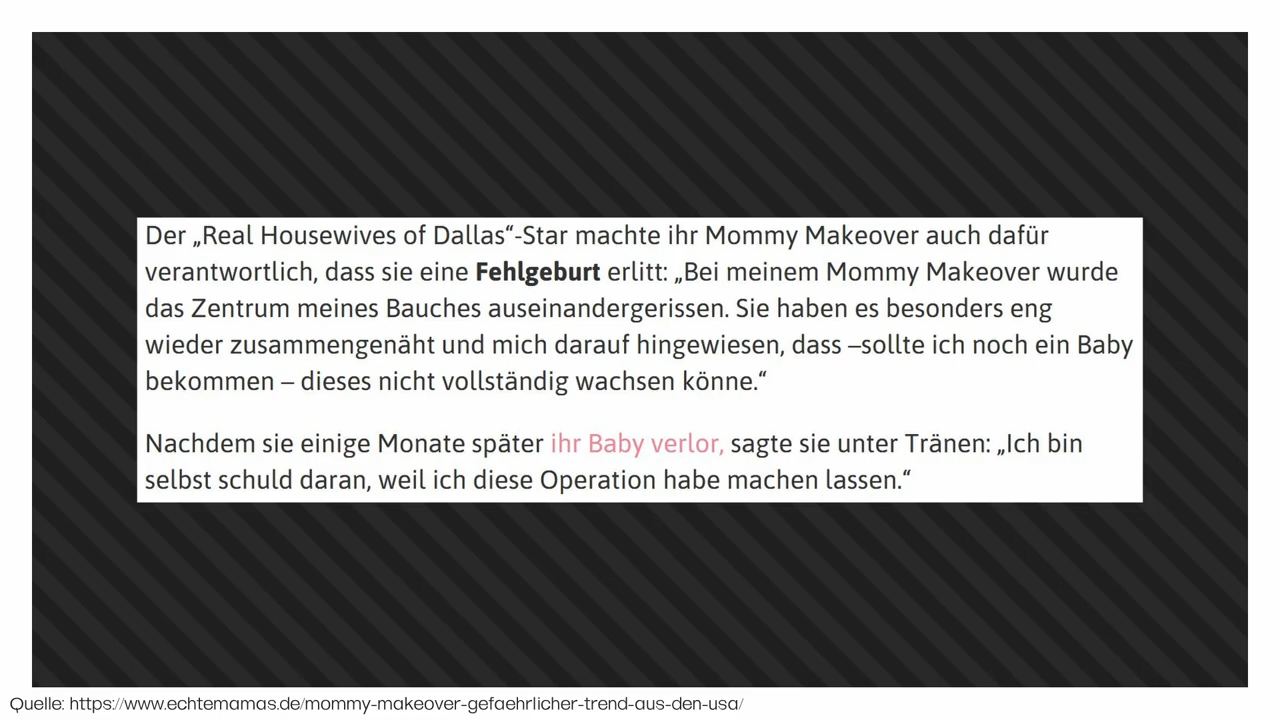 Der „Real Housewives of Dallas“-Star machte ihr Mommy Makeover auch dafür
verantwortlich, dass sie eine Fehlgeburt erlitt: „Bei meinem Mommy Makeover wurde
das Zentrum meines Bauches auseinandergerissen. Sie haben es besonders eng
wieder zusammengenäht und mich darauf hingewiesen, dass –sollte ich noch ein Baby
bekommen – dieses nicht vollständig wachsen könne.“
Nachdem sie einige Monate später ihr Baby verlor, sagte sie unter Tränen: „Ich bin
selbst schuld daran, weil ich diese Operation habe machen lassen.“
Quelle: https://www.echtemamas.de/mommy-makeover-gefaehrlicher-trend-aus-den-usa/